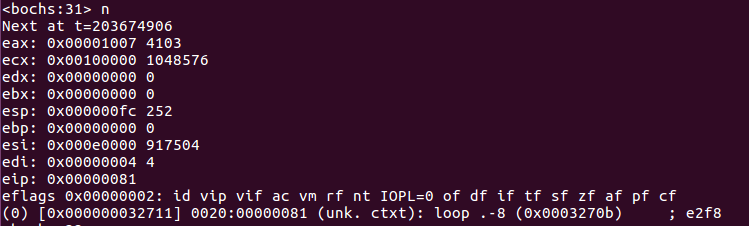 <bochs:31> n
Next at t=203674906
eax: 0x00001007 4103
ecx: 0x00100000 1048576
edx: 0x00000000 0
ebx: 0x00000000 0
esp: 0x000000fc 252
ebp: 0x00000000 0
esi: 0x000e0000 917504
edi: 0x00000004 4
eip: 0x00000081
eflags 0x00000002: id vip vif ac vm rf nt IOPL=0 of df if tf sf zf af pf cf
(0) [0x000000032711] 0020:00000081 (unk. ctxt): loop .-8 (0x0003270b)      ; e2f8